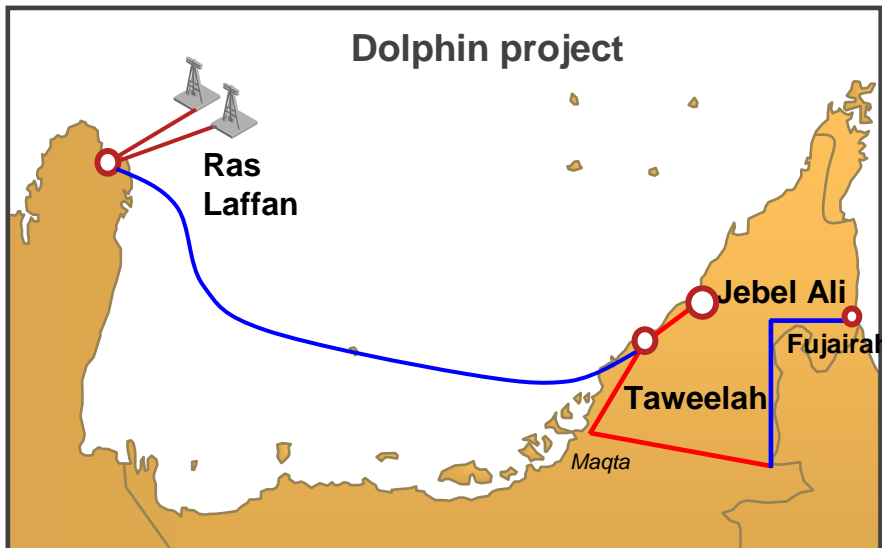 Dolphin project
Ras
Laffan
Jebel Ali
Fujairah
Taweelah
Maqta